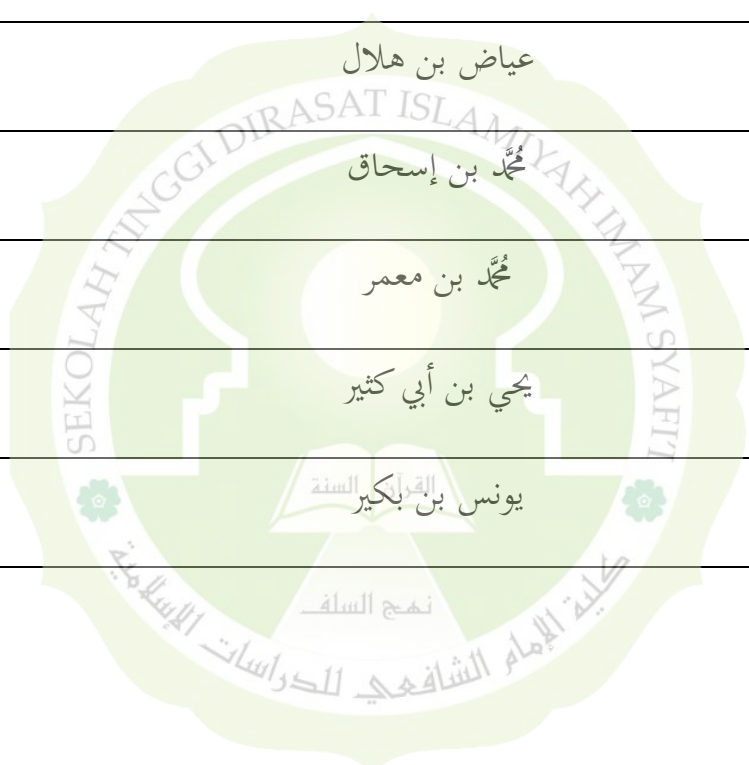 عياض بن هلال
SEKOLAH TINGGI DIRASAT ISLAMIYAH IMAM SYAFI'I
مُحَمَّد بن إسحاق
مُحَمَّد بن معمر
يحي بن أبي كثير
القرآن السنة
يونس بن بكير
نهج السلف
كلية الإمام الشافعي للدراسات الإسلامية